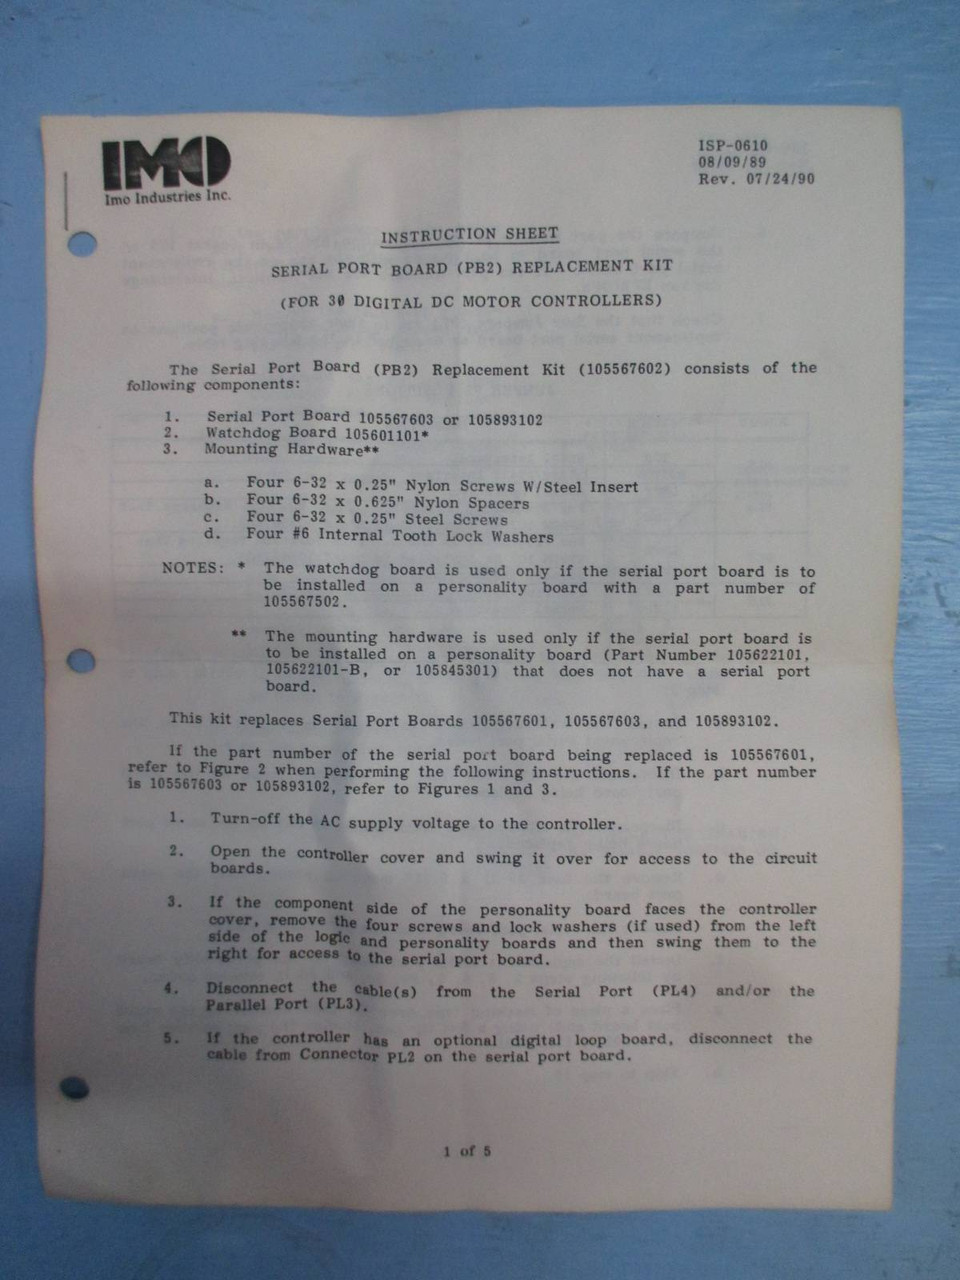 IMO
Imo Industries Inc.
ISP-0610
08/09/89
Rev. 07/24/90
INSTRUCTION SHEET
SERIAL PORT BOARD (PB2) REPLACEMENT KIT
(FOR 30 DIGITAL DC MOTOR CONTROLLERS)
The Serial Port Board (PB2) Replacement Kit (105567602) consists of the
following components:
1. Serial Port Board 105567603 or 105893102
2. Watchdog Board 105601101*
3. Mounting Hardware**
a. Four 6-32 x 0.25" Nylon Screws W/Steel Insert
b. Four 6-32 x 0.625" Nylon Spacers
c. Four 6-32 x 0.25" Steel Screws
d. Four #6 Internal Tooth Lock Washers
NOTES: * The watchdog board is used only if the serial port board is to
be installed on a personality board with a part number of
105567502.
** The mounting hardware is used only if the serial port board is
to be installed on a personality board (Part Number 105622101,
105622101-B, or 105845301) that does not have a serial port
board.
This kit replaces Serial Port Boards 105567601, 105567603, and 105893102.
If the part number of the serial port board being replaced is 105567601,
refer to Figure 2 when performing the following instructions. If the part number
is 105567603 or 105893102, refer to Figures 1 and 3.
1. Turn-off the AC supply voltage to the controller.
2. Open the controller cover and swing it over for access to the circuit
boards.
3. If the component side of the personality board faces the controller
cover, remove the four screws and lock washers (if used) from the left
side of the logic and personality boards and then swing them to the
right for access to the serial port board.
4. Disconnect the cable(s) from the Serial Port (PL4) and/or the
Parallel Port (PL3).
5. If the controller has an optional digital loop board, disconnect the
cable from Connector PL2 on the serial port board.
1 of 5